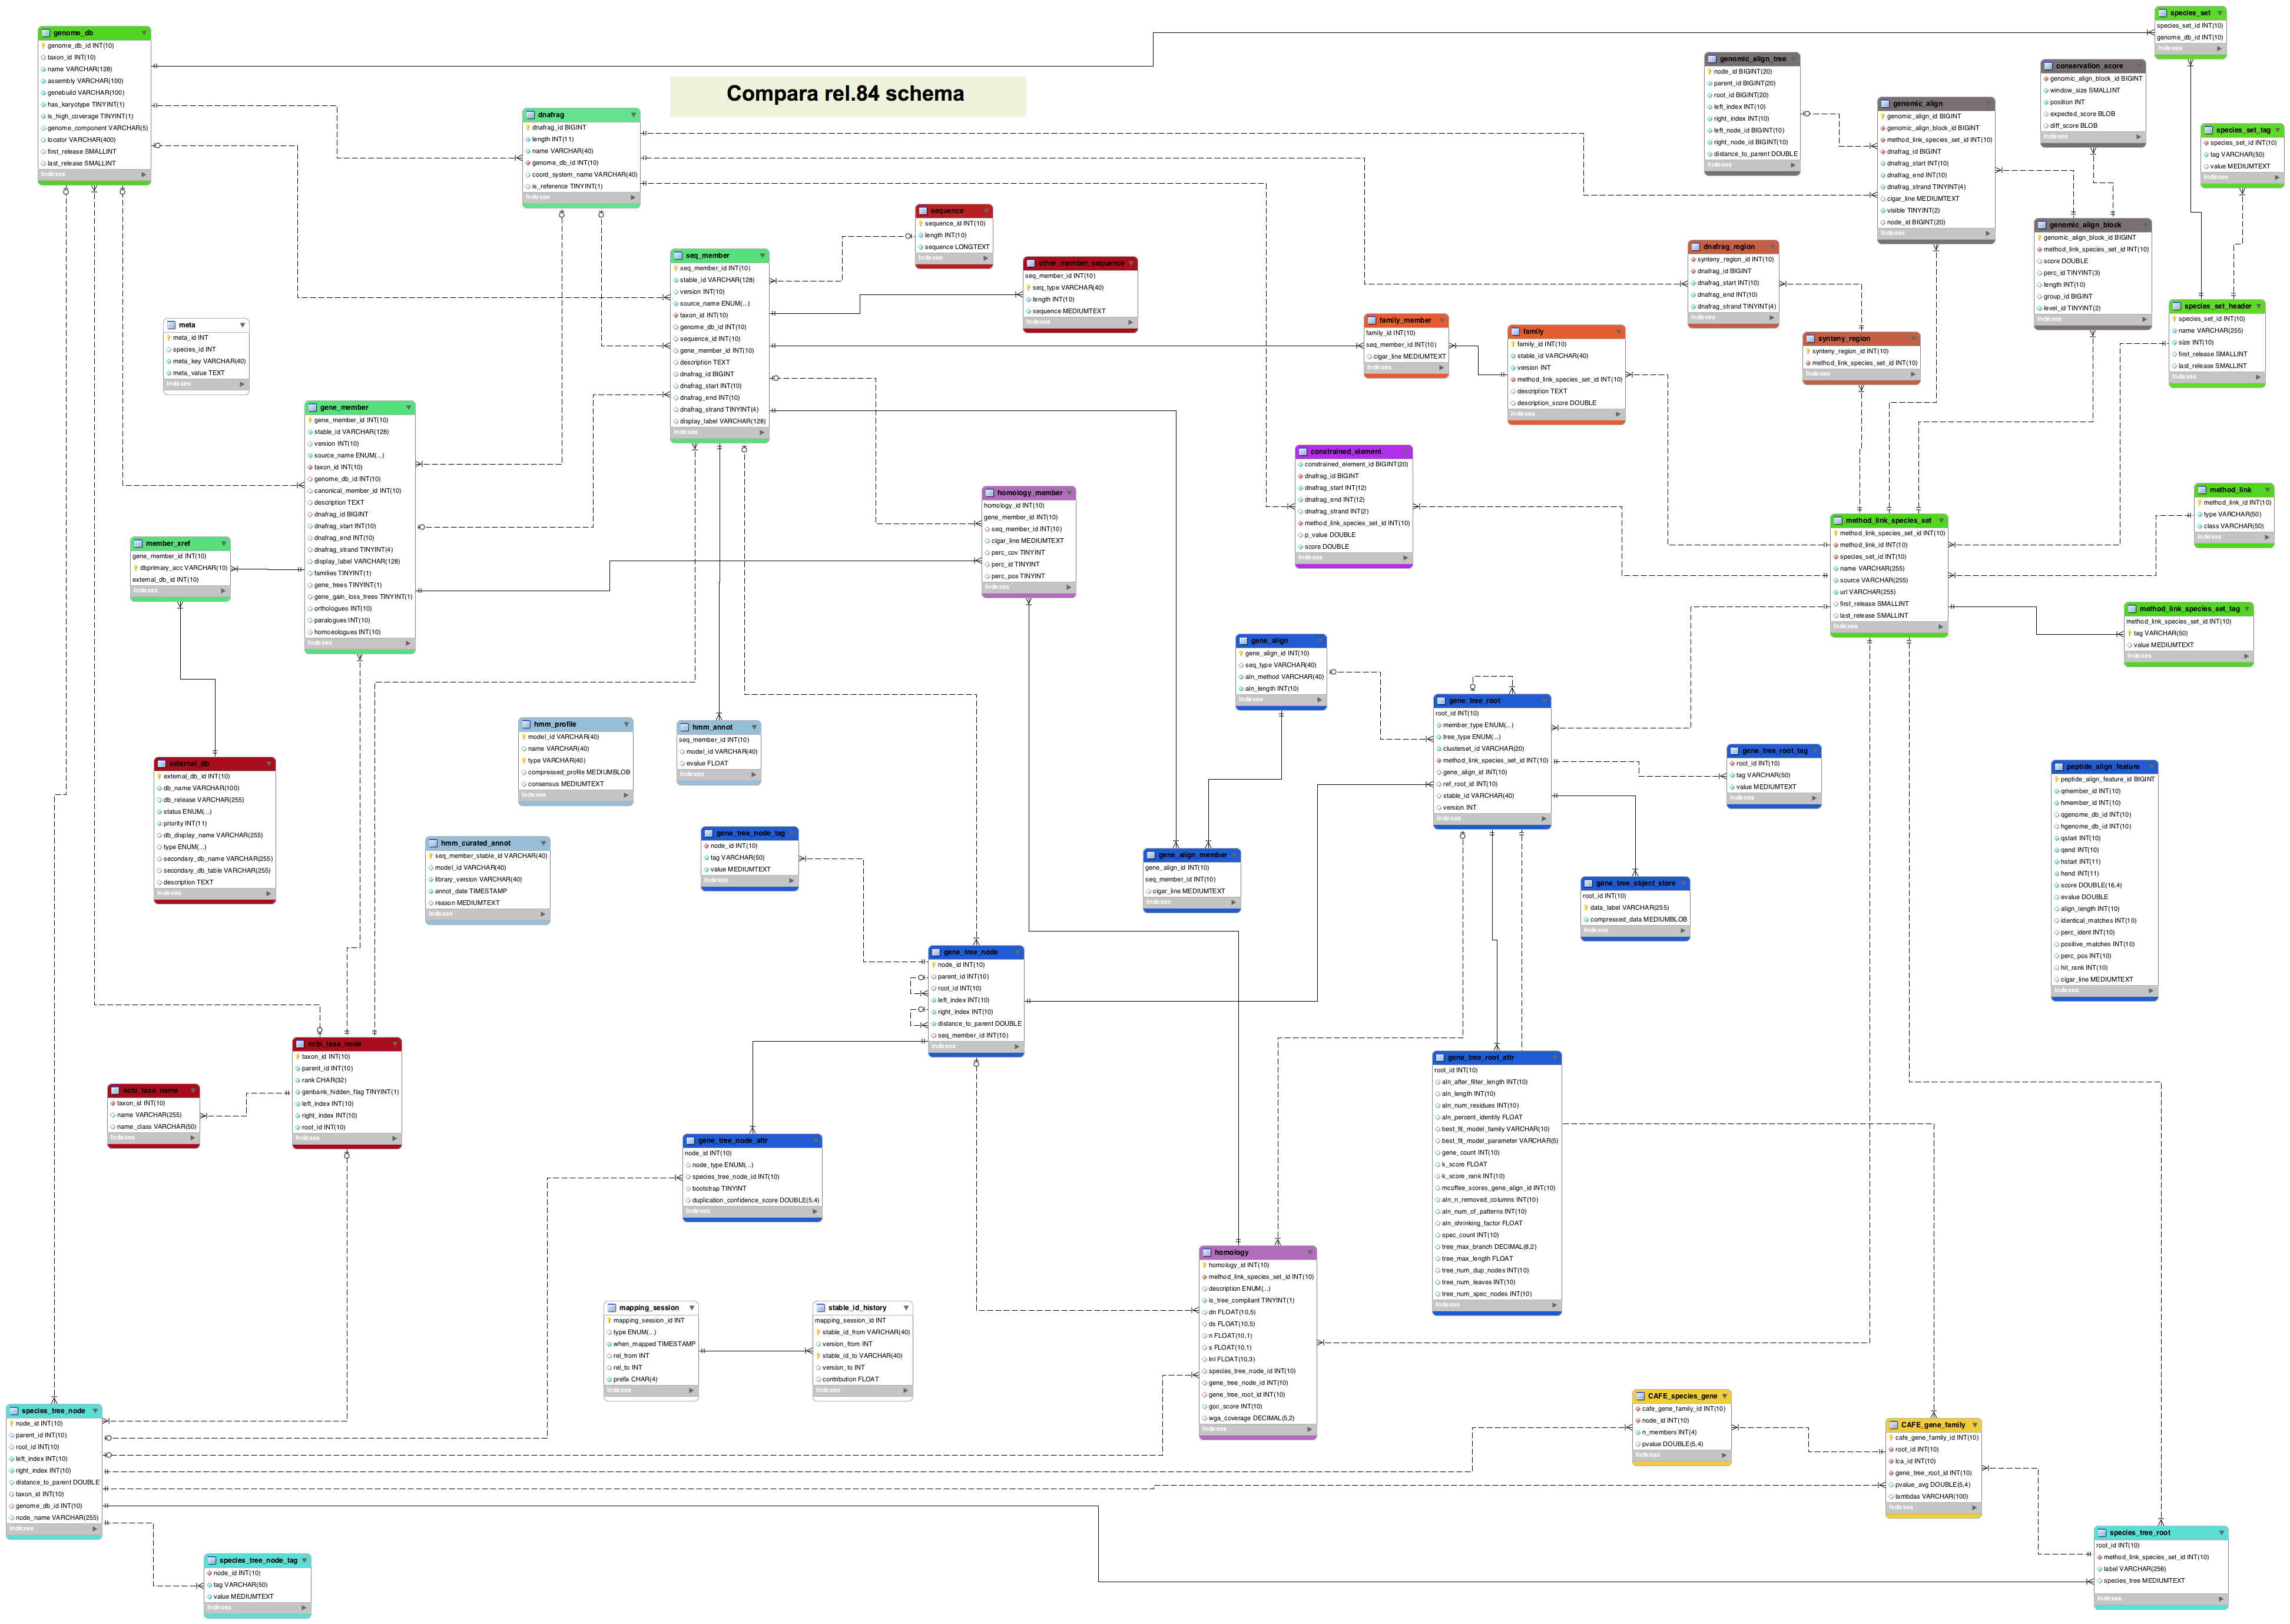 Compara rel.84 schema
genome_db
genome_db_id INT(10)
taxon_id INT(10)
name VARCHAR(128)
assembly VARCHAR(100)
genebuild VARCHAR(100)
has_karyotype TINYINT(1)
is_high_coverage TINYINT(1)
genome_component VARCHAR(5)
locator VARCHAR(400)
first_release SMALLINT
last_release SMALLINT
Indexes
dnafrag
dnafrag_id BIGINT
length INT(11)
name VARCHAR(40)
genome_db_id INT(10)
coord_system_name VARCHAR(40)
is_reference TINYINT(1)
Indexes
species_set
species_set_id INT(10)
genome_db_id INT(10)
Indexes
genomic_align_tree
node_id BIGINT(20)
parent_id BIGINT(20)
root_id BIGINT(20)
left_index INT(10)
right_index INT(10)
left_node_id BIGINT(10)
right_node_id BIGINT(10)
distance_to_parent DOUBLE
Indexes
genomic_align
genomic_align_id BIGINT
genomic_align_block_id BIGINT
method_link_species_set_id INT(10)
dnafrag_id BIGINT
dnafrag_start INT(10)
dnafrag_end INT(10)
dnafrag_strand TINYINT(4)
cigar_line MEDIUMTEXT
visible TINYINT(2)
node_id BIGINT(20)
Indexes
conservation_score
genomic_align_block_id BIGINT
window_size SMALLINT
position INT
expected_score BLOB
diff_score BLOB
Indexes
species_set_tag
species_set_id INT(10)
tag VARCHAR(50)
value MEDIUMTEXT
Indexes
genomic_align_block
genomic_align_block_id BIGINT
method_link_species_set_id INT(10)
score DOUBLE
perc_id TINYINT(3)
length INT(10)
group_id BIGINT
level_id TINYINT(2)
Indexes
species_set_header
species_set_id INT(10)
name VARCHAR(255)
size INT(10)
first_release SMALLINT
last_release SMALLINT
Indexes
sequence
sequence_id INT(10)
length INT(10)
sequence LONGTEXT
Indexes
other_member_sequence
seq_member_id INT(10)
seq_type VARCHAR(40)
length INT(10)
sequence MEDIUMTEXT
Indexes
seq_member
seq_member_id INT(10)
stable_id VARCHAR(128)
version INT(10)
source_name ENUM(...)
taxon_id INT(10)
genome_db_id INT(10)
sequence_id INT(10)
gene_member_id INT(10)
description TEXT
dnafrag_id BIGINT
dnafrag_start INT(10)
dnafrag_end INT(10)
dnafrag_strand TINYINT(4)
display_label VARCHAR(128)
Indexes
dnafrag_region
synteny_region_id INT(10)
dnafrag_id BIGINT
dnafrag_start INT(10)
dnafrag_end INT(10)
dnafrag_strand TINYINT(4)
Indexes
synteny_region
synteny_region_id INT(10)
method_link_species_set_id INT(10)
Indexes
family_member
family_id INT(10)
seq_member_id INT(10)
cigar_line MEDIUMTEXT
Indexes
family
family_id INT(10)
stable_id VARCHAR(40)
version INT
method_link_species_set_id INT(10)
description TEXT
description_score DOUBLE
Indexes
meta
meta_id INT
species_id INT
meta_key VARCHAR(40)
meta_value TEXT
Indexes
gene_member
gene_member_id INT(10)
stable_id VARCHAR(128)
version INT(10)
source_name ENUM(...)
taxon_id INT(10)
genome_db_id INT(10)
canonical_member_id INT(10)
description TEXT
dnafrag_id BIGINT
dnafrag_start INT(10)
dnafrag_end INT(10)
dnafrag_strand TINYINT(4)
display_label VARCHAR(128)
families TINYINT(1)
gene_trees TINYINT(1)
gene_gain_loss_trees TINYINT(1)
orthologues INT(10)
paralogues INT(10)
homoeologues INT(10)
Indexes
member_xref
gene_member_id INT(10)
dbprimary_acc VARCHAR(10)
external_db_id INT(10)
Indexes
constrained_element
constrained_element_id BIGINT(20)
dnafrag_id BIGINT
dnafrag_start INT(12)
dnafrag_end INT(12)
dnafrag_strand INT(2)
method_link_species_set_id INT(10)
p_value DOUBLE
score DOUBLE
Indexes
homology_member
homology_id INT(10)
gene_member_id INT(10)
seq_member_id INT(10)
cigar_line MEDIUMTEXT
perc_cov TINYINT
perc_id TINYINT
perc_pos TINYINT
Indexes
method_link
method_link_id INT(10)
type VARCHAR(50)
class VARCHAR(50)
Indexes
method_link_species_set
method_link_species_set_id INT(10)
method_link_id INT(10)
species_set_id INT(10)
name VARCHAR(255)
source VARCHAR(255)
url VARCHAR(255)
first_release SMALLINT
last_release SMALLINT
Indexes
method_link_species_set_tag
method_link_species_set_id INT(10)
tag VARCHAR(50)
value MEDIUMTEXT
Indexes
gene_align
gene_align_id INT(10)
seq_type VARCHAR(40)
aln_method VARCHAR(40)
aln_length INT(10)
Indexes
gene_tree_root
root_id INT(10)
member_type ENUM(...)
tree_type ENUM(...)
clusterset_id VARCHAR(20)
method_link_species_set_id INT(10)
gene_align_id INT(10)
ref_root_id INT(10)
stable_id VARCHAR(40)
version INT
Indexes
gene_tree_root_tag
root_id INT(10)
tag VARCHAR(50)
value MEDIUMTEXT
Indexes
peptide_align_feature
peptide_align_feature_id BIGINT
qmember_id INT(10)
hmember_id INT(10)
qgenome_db_id INT(10)
hgenome_db_id INT(10)
qstart INT(10)
qend INT(10)
hstart INT(11)
hend INT(11)
score DOUBLE(16,4)
evalue DOUBLE
align_length INT(10)
identical_matches INT(10)
perc_ident INT(10)
positive_matches INT(10)
perc_pos INT(10)
hit_rank INT(10)
cigar_line MEDIUMTEXT
Indexes
hmm_profile
model_id VARCHAR(40)
name VARCHAR(40)
type VARCHAR(40)
compressed_profile MEDIUMBLOB
consensus MEDIUMTEXT
Indexes
hmm_annot
seq_member_id INT(10)
model_id VARCHAR(40)
evalue FLOAT
Indexes
external_db
external_db_id INT(10)
db_name VARCHAR(100)
db_release VARCHAR(255)
status ENUM(...)
priority INT(11)
db_display_name VARCHAR(255)
type ENUM(...)
secondary_db_name VARCHAR(255)
secondary_db_table VARCHAR(255)
description TEXT
Indexes
hmm_curated_annot
seq_member_stable_id VARCHAR(40)
model_id VARCHAR(40)
library_version VARCHAR(40)
annot_date TIMESTAMP
reason MEDIUMTEXT
Indexes
gene_tree_node_tag
node_id INT(10)
tag VARCHAR(50)
value MEDIUMTEXT
Indexes
gene_align_member
gene_align_id INT(10)
seq_member_id INT(10)
cigar_line MEDIUMTEXT
Indexes
gene_tree_object_store
root_id INT(10)
data_label VARCHAR(255)
compressed_data MEDIUMBLOB
Indexes
gene_tree_node
node_id INT(10)
parent_id INT(10)
root_id INT(10)
left_index INT(10)
right_index INT(10)
distance_to_parent DOUBLE
seq_member_id INT(10)
Indexes
ncbi_taxa_node
taxon_id INT(10)
parent_id INT(10)
rank CHAR(32)
genbank_hidden_flag TINYINT(1)
left_index INT(10)
right_index INT(10)
root_id INT(10)
Indexes
ncbi_taxa_name
taxon_id INT(10)
name VARCHAR(255)
name_class VARCHAR(50)
Indexes
gene_tree_root_attr
root_id INT(10)
aln_after_filter_length INT(10)
aln_length INT(10)
aln_num_residues INT(10)
aln_percent_identity FLOAT
best_fit_model_family VARCHAR(10)
best_fit_model_parameter VARCHAR(5)
gene_count INT(10)
k_score FLOAT
k_score_rank INT(10)
mcoffee_scores_gene_align_id INT(10)
aln_n_removed_columns INT(10)
aln_num_of_patterns INT(10)
aln_shrinking_factor FLOAT
spec_count INT(10)
tree_max_branch DECIMAL(8,2)
tree_max_length FLOAT
tree_num_dup_nodes INT(10)
tree_num_leaves INT(10)
tree_num_spec_nodes INT(10)
Indexes
gene_tree_node_attr
node_id INT(10)
node_type ENUM(...)
species_tree_node_id INT(10)
bootstrap TINYINT
duplication_confidence_score DOUBLE(5,4)
Indexes
homology
homology_id INT(10)
method_link_species_set_id INT(10)
description ENUM(...)
is_tree_compliant TINYINT(1)
dn FLOAT(10,5)
ds FLOAT(10,5)
n FLOAT(10,1)
s FLOAT(10,1)
lnl FLOAT(10,3)
species_tree_node_id INT(10)
gene_tree_node_id INT(10)
gene_tree_root_id INT(10)
goc_score INT(10)
wga_coverage DECIMAL(5,2)
Indexes
mapping_session
mapping_session_id INT
type ENUM(...)
when_mapped TIMESTAMP
rel_from INT
rel_to INT
prefix CHAR(4)
Indexes
stable_id_history
mapping_session_id INT
stable_id_from VARCHAR(40)
version_from INT
stable_id_to VARCHAR(40)
version_to INT
contribution FLOAT
Indexes
species_tree_node
node_id INT(10)
parent_id INT(10)
root_id INT(10)
left_index INT(10)
right_index INT(10)
distance_to_parent DOUBLE
taxon_id INT(10)
genome_db_id INT(10)
node_name VARCHAR(255)
Indexes
CAFE_species_gene
cafe_gene_family_id INT(10)
node_id INT(10)
n_members INT(4)
pvalue DOUBLE(5,4)
Indexes
CAFE_gene_family
cafe_gene_family_id INT(10)
root_id INT(10)
lca_id INT(10)
gene_tree_root_id INT(10)
pvalue_avg DOUBLE(5,4)
lambdas VARCHAR(100)
Indexes
species_tree_root
root_id INT(10)
method_link_species_set_id INT(10)
label VARCHAR(256)
species_tree MEDIUMTEXT
Indexes
species_tree_node_tag
node_id INT(10)
tag VARCHAR(50)
value MEDIUMTEXT
Indexes